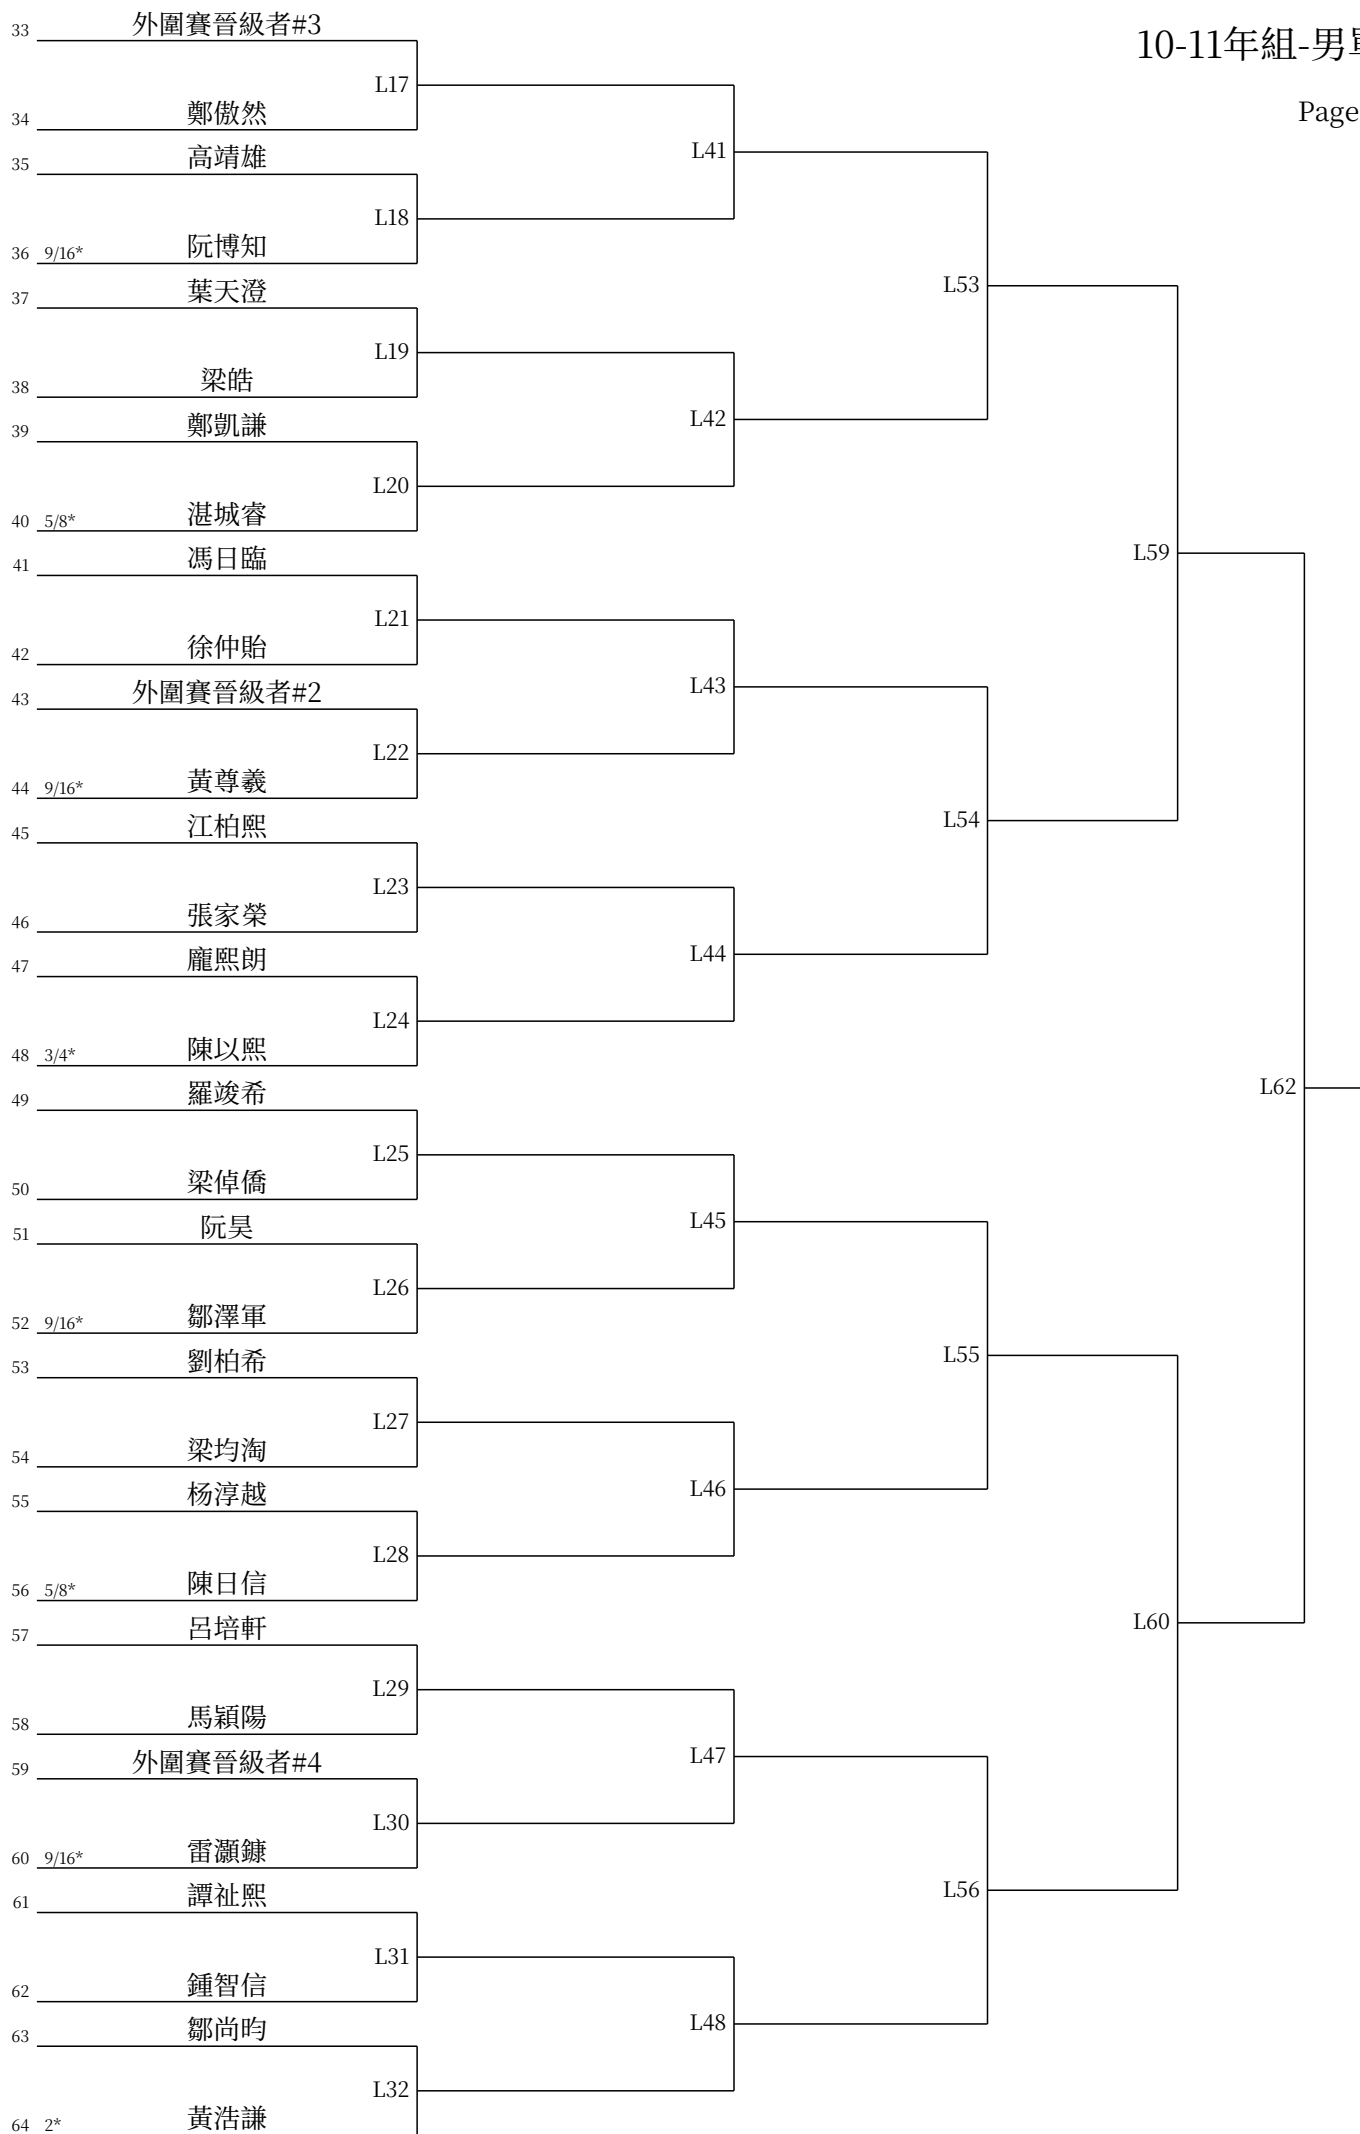 33 外圍賽晉級者#3
10-11年組-男
L17
Page
34 鄭傲然
35 高靖雄
L41
L18
36 9/16* 阮博知
37 葉天澄
L53
L19
38 梁皓
39 鄭凱謙
L42
L20
40 5/8* 湛城睿
41 馮日臨
L59
L21
42 徐仲貽
43 外圍賽晉級者#2
L43
L22
44 9/16* 黃尊羲
45 江柏熙
L54
L23
46 張家榮
47 龐熙朗
L44
L24
48 3/4* 陳以熙
49 羅竣希
L62
L25
50 梁倬僑
51 阮昊
L45
L26
52 9/16* 鄒澤軍
53 劉柏希
L55
L27
54 梁均淘
55 杨淳越
L46
L28
56 5/8* 陳日信
57 呂培軒
L60
L29
58 馬穎陽
59 外圍賽晉級者#4
L47
L30
60 9/16* 雷灝鏮
61 譚祉熙
L56
L31
62 鍾智信
63 鄒尚昀
L48
L32
64 2* 黃浩謙